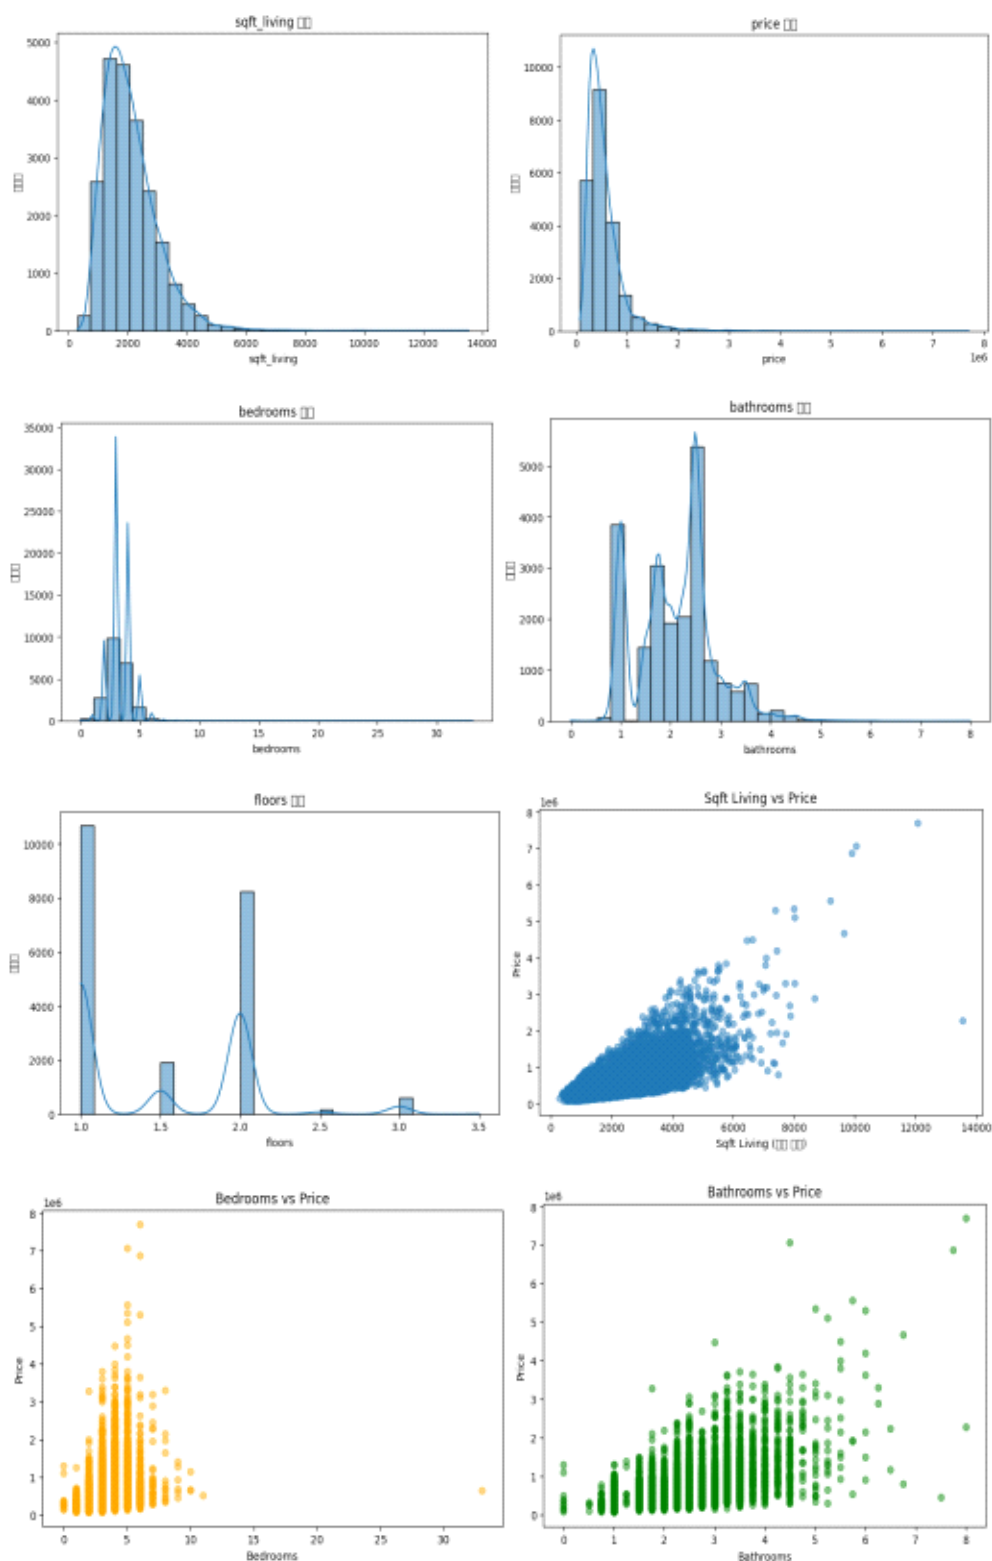 sqft_living □□
5000
4000
3000
2000
1000
0
□□□
0 2000 4000 6000 8000 10000 12000 14000
sqft_living
price □□
10000
8000
6000
4000
2000
0
□□□
0 1 2 3 4 5 6 7 8
1e6
price
bedrooms □□
35000
30000
25000
20000
15000
10000
5000
0
□□□
0 5 10 15 20 25 30
bedrooms
bathrooms □□
5000
4000
3000
2000
1000
0
□□□
0 1 2 3 4 5 6 7 8
bathrooms
floors □□
10000
8000
6000
4000
2000
0
□□□
1.0 1.5 2.0 2.5 3.0 3.5
floors
Sqft Living vs Price
1e6
8
7
6
5
4
3
2
1
0
Price
0 2000 4000 6000 8000 10000 12000 14000
Sqft Living (□□ □□)
Bedrooms vs Price
1e6
8
7
6
5
4
3
2
1
0
Price
0 5 10 15 20 25 30
Bedrooms
Bathrooms vs Price
1e6
8
7
6
5
4
3
2
1
0
Price
0 1 2 3 4 5 6 7 8
Bathrooms